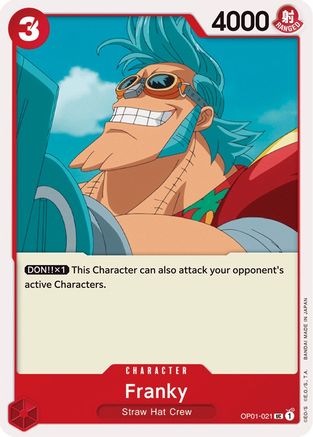 3
4000
射
RANGED
DON!!×1 This Character can also attack your opponent's
active Characters.
CHARACTER
Franky
Straw Hat Crew
OP01-021 UC 1
©E.O./S. ©E.O./S., T.A. BANDAI MADE IN JAPAN